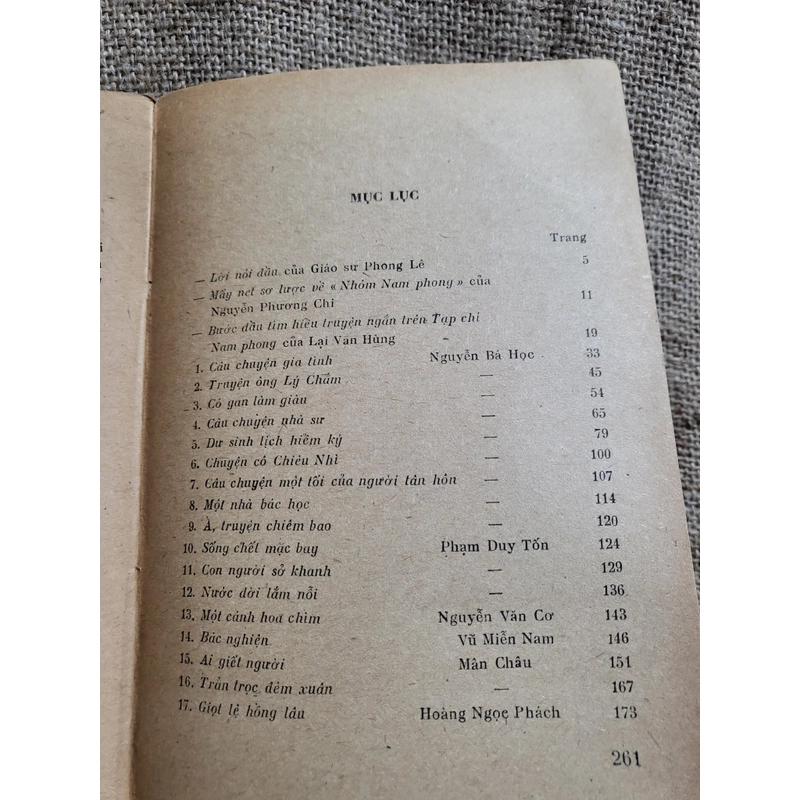 MỤC LỤC
Trang
— Lời nói đầu của Giáo sư Phong Lê 5
— Mấy nét sơ lược về « Nhóm Nam phong » của
Nguyễn Phương Chi 11
— Bước đầu tìm hiểu truyện ngắn trên Tạp chí
Nam phong của Lại Văn Hùng 19
1. Câu chuyện gia tình Nguyễn Bá Học 33
2. Truyện ông Lý Chắm — 45
3. Có gan làm giàu — 54
4. Câu chuyện nhà sư — 65
5. Dư sinh lịch hiểm ký — 79
6. Chuyện cô Chiêu Nhì — 100
7. Câu chuyện một tối của người tân hôn — 107
8. Một nhà bác học — 114
9. À, truyện chiêm bao — 120
10. Sống chết mặc bay Phạm Duy Tốn 124
11. Con người sở khanh — 129
12. Nước đời lắm nỗi — 136
13. Một cảnh hoa chìm Nguyễn Văn Cơ 143
14. Bác nghiện Vũ Miễn Nam 146
15. Ai giết người Mân Châu 151
16. Trằn trọc đêm xuân — 167
17. Giọt lệ hồng lâu Hoàng Ngọc Phách 173
261